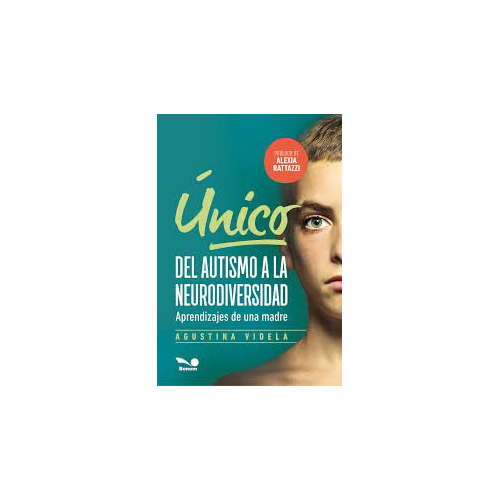 PRÓLOGO DE
ALEXIA
RATTAZZI
Único
DEL AUTISMO A LA
NEURODIVERSIDAD
Aprendizajes de una madre
AGUSTINA VIDELA
Bonum